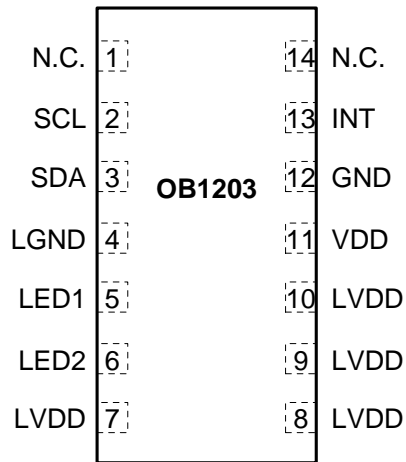 N.C. 1 14 N.C.
SCL 2 13 INT
SDA 3 OB1203 12 GND
LGND 4 11 VDD
LED1 5 10 LVDD
LED2 6 9 LVDD
LVDD 7 8 LVDD